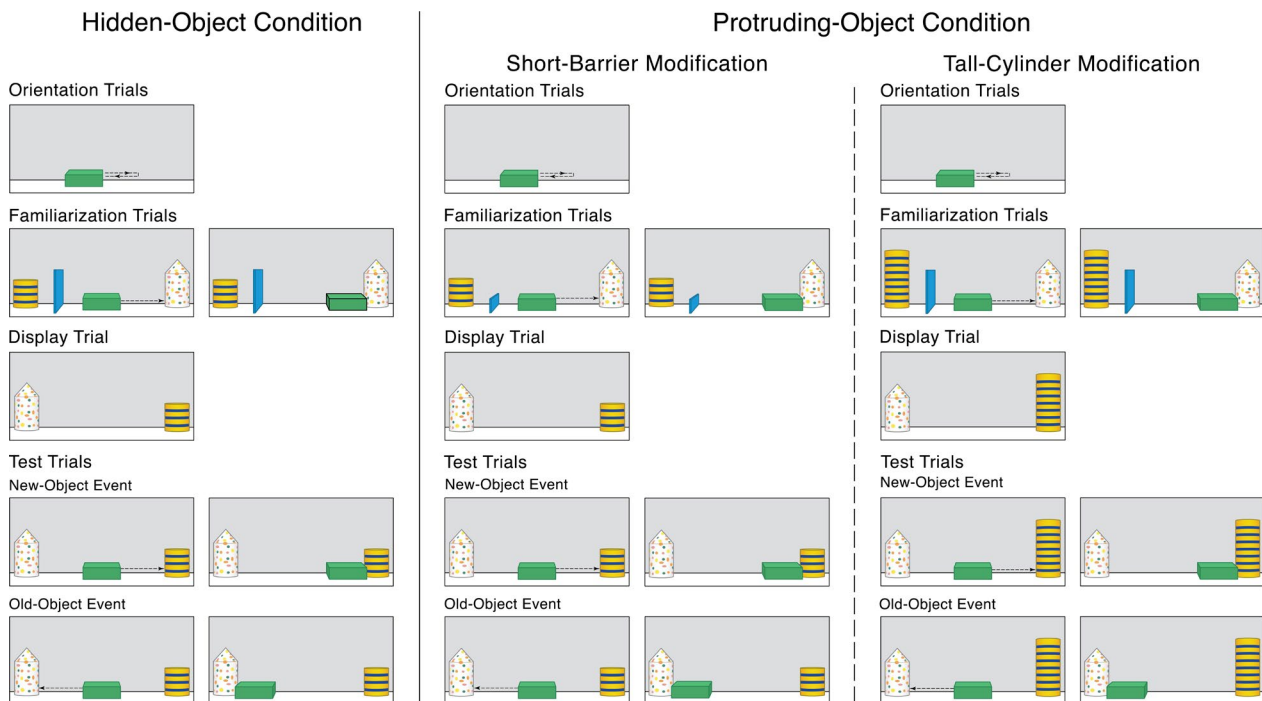 Hidden-Object Condition
Orientation Trials
Familiarization Trials
Display Trial
Test Trials
New-Object Event
Old-Object Event
Protruding-Object Condition
Short-Barrier Modification
Orientation Trials
Familiarization Trials
Display Trial
Test Trials
New-Object Event
Old-Object Event
Tall-Cylinder Modification
Orientation Trials
Familiarization Trials
Display Trial
Test Trials
New-Object Event
Old-Object Event